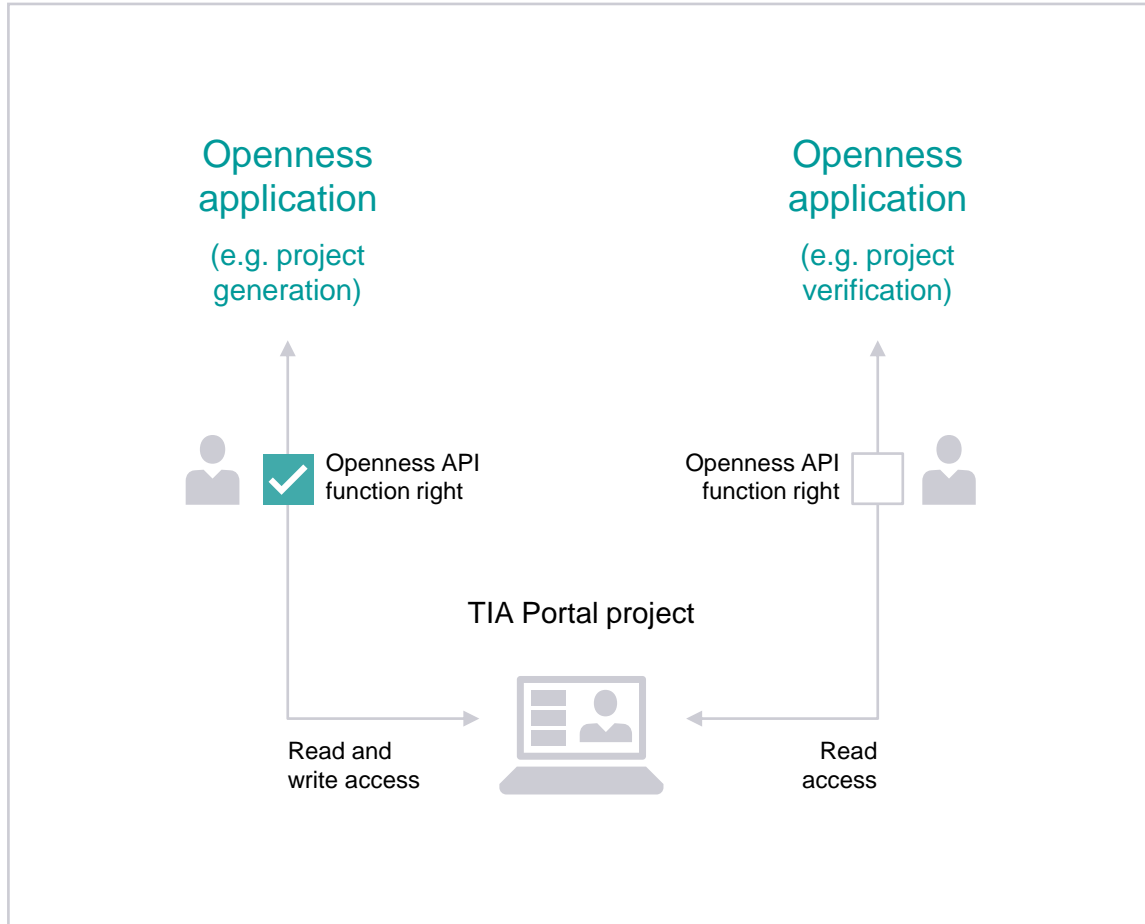 Openness
application
(e.g. project
generation)
Openness
application
(e.g. project
verification)
Openness API
function right
Openness API
function right
TIA Portal project
Read and
write access
Read
access